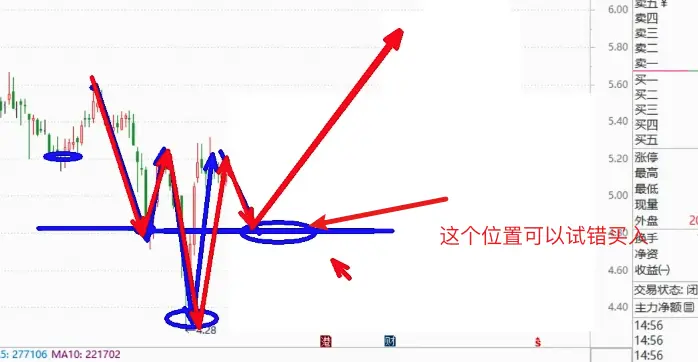 卖五
卖四
卖三
卖二
卖一
买一
买二
买三
买四
买五
涨停
最高
最低
现量
外盘 20
换手
净资
收益(一)
交易状态: 闭
主力净额
14:56
14:56
14:56
6.00
5.80
5.60
5.40
5.20
5.00
4.80
4.60
4.40
这个位置可以试错买入
4.28
港
财
ŝ
5: 277106 MA10: 221702